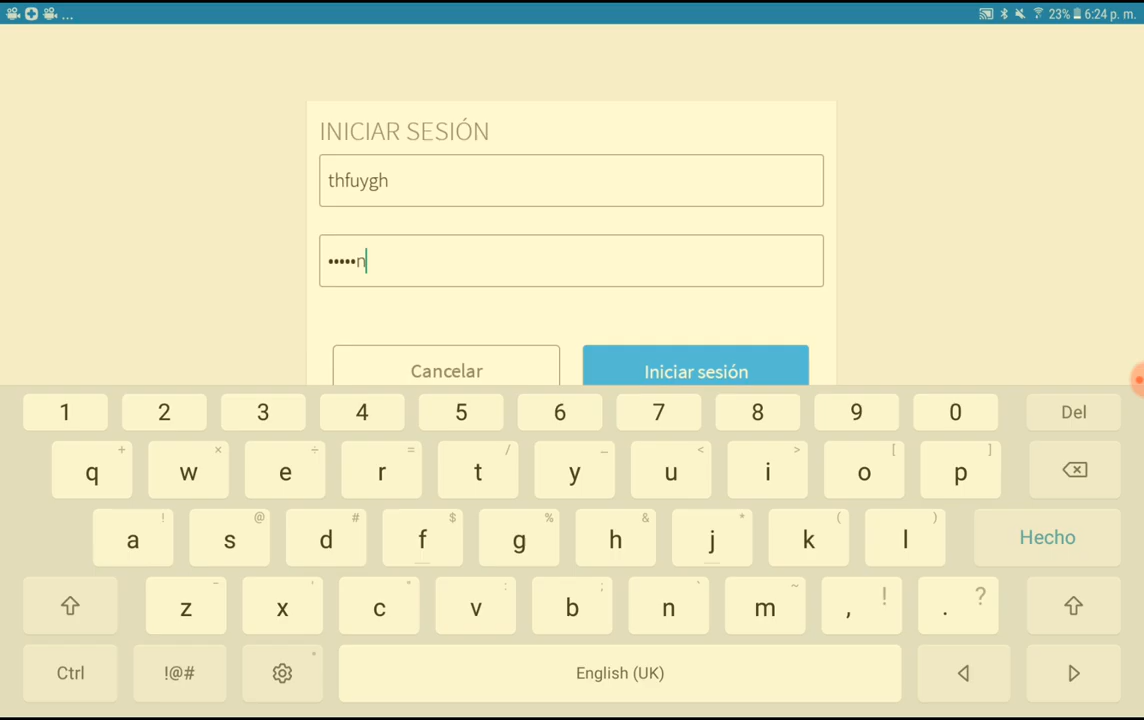 ... 23% 6:24 p. m.
INICIAR SESIÓN
thfuygh
•••••n
Cancelar Iniciar sesión
1 2 3 4 5 6 7 8 9 0 Del
+ × ÷ = / _ < > [ ]
q w e r t y u i o p
! @ # $ % & * ( )
a s d f g h j k l Hecho
- ' " : ; ` ~ ! ?
z x c v b n m , .
Ctrl !@# English (UK)